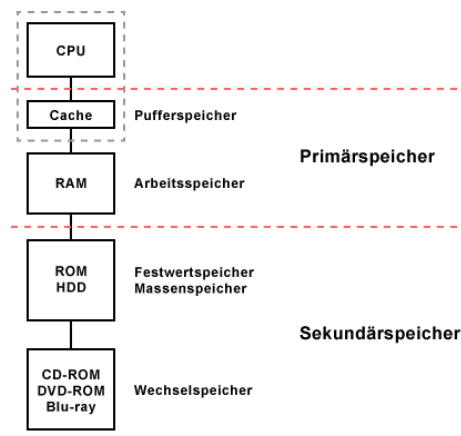 CPU
Cache
Pufferspeicher
Primärspeicher
RAM
Arbeitsspeicher
ROM
HDD
Festwertspeicher
Massenspeicher
Sekundärspeicher
CD-ROM
DVD-ROM
Blu-ray
Wechselspeicher